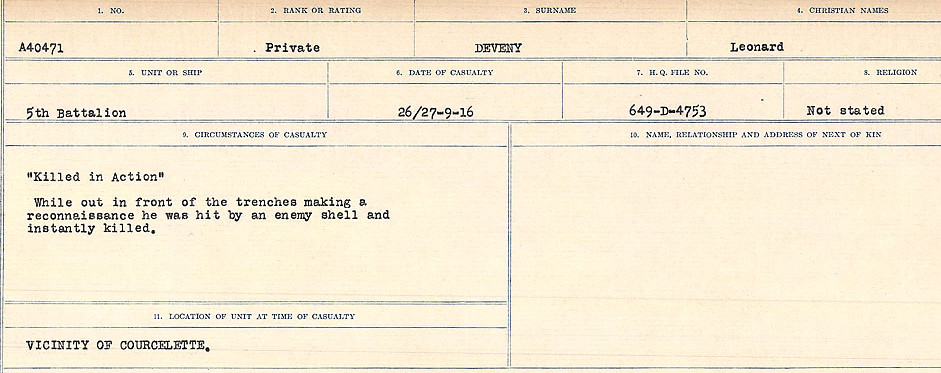 1. NO.
2. RANK OR RATING
3. SURNAME
4. CHRISTIAN NAMES
A40471
Private
DEVENY
Leonard
5. UNIT OR SHIP
6. DATE OF CASUALTY
7. H.Q. FILE NO.
8. RELIGION
5th Battalion
26/27-9-16
649-D-4753
Not stated
9. CIRCUMSTANCES OF CASUALTY
10. NAME, RELATIONSHIP AND ADDRESS OF NEXT OF KIN
"Killed in Action"
While out in front of the trenches making a
reconnaissance he was hit by an enemy shell and
instantly killed.
11. LOCATION OF UNIT AT TIME OF CASUALTY
VICINITY OF COURCELETTE.